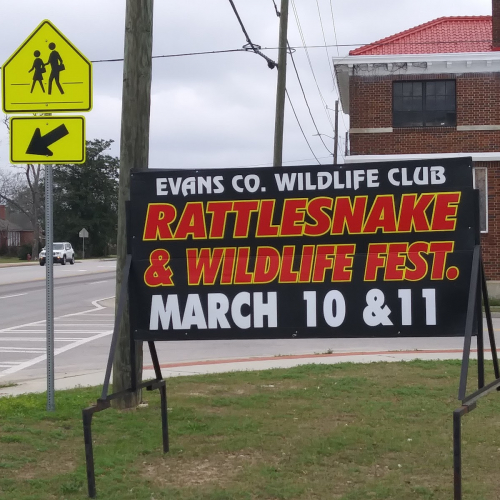 EVANS CO. WILDLIFE CLUB
RATTLESNAKE
& WILDLIFE FEST.
MARCH 10 &11